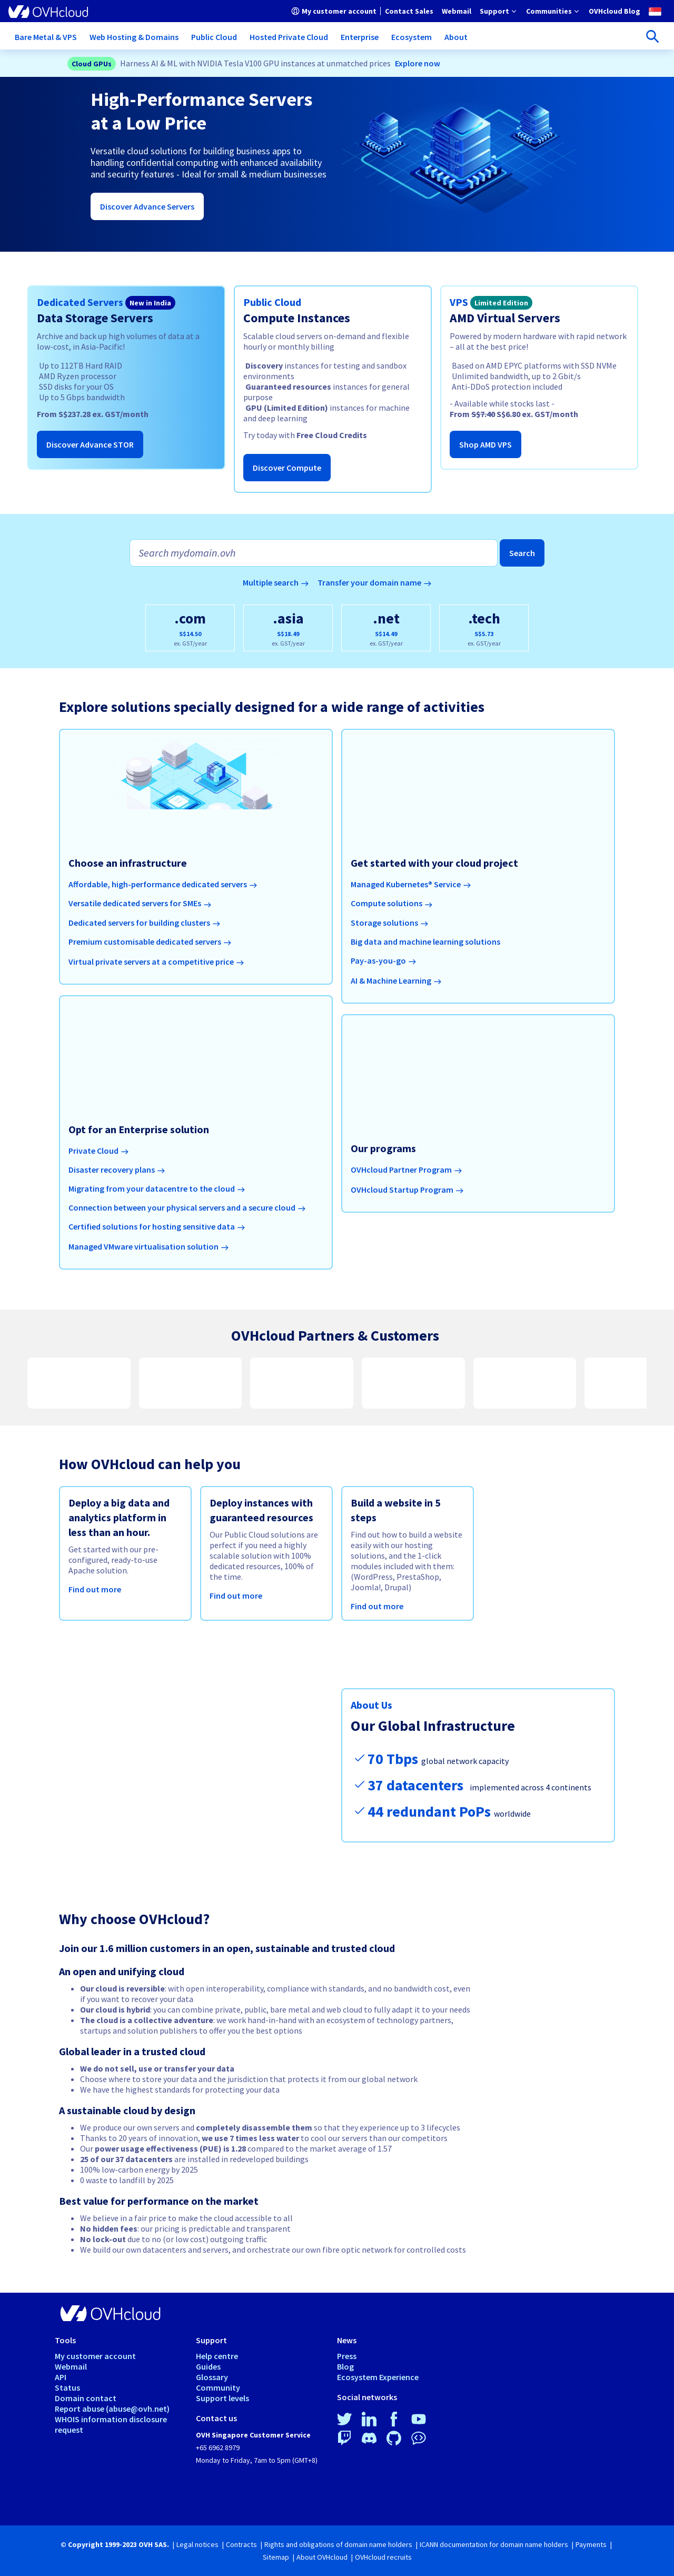 OVHcloud
My customer account
Contact Sales
Webmail
Support
Communities
OVHcloud Blog
Bare Metal & VPS
Web Hosting & Domains
Public Cloud
Hosted Private Cloud
Enterprise
Ecosystem
About
Cloud GPUs
Harness AI & ML with NVIDIA Tesla V100 GPU instances at unmatched prices Explore now
High-Performance Servers
at a Low Price
Versatile cloud solutions for building business apps to
handling confidential computing with enhanced availability
and security features - Ideal for small & medium businesses
Discover Advance Servers
Dedicated Servers New in India
Data Storage Servers
Archive and back up high volumes of data at a
low-cost, in Asia-Pacific!
Up to 112TB Hard RAID
AMD Ryzen processor
SSD disks for your OS
Up to 5 Gbps bandwidth
From S$237.28 ex. GST/month
Discover Advance STOR
Public Cloud
Compute Instances
Scalable cloud servers on-demand and flexible
hourly or monthly billing
Discovery instances for testing and sandbox
environments
Guaranteed resources instances for general
purpose
GPU (Limited Edition) instances for machine
and deep learning
Try today with Free Cloud Credits
Discover Compute
VPS Limited Edition
AMD Virtual Servers
Powered by modern hardware with rapid network
– all at the best price!
Based on AMD EPYC platforms with SSD NVMe
Unlimited bandwidth, up to 2 Gbit/s
Anti-DDoS protection included
- Available while stocks last -
From S$7.40 S$6.80 ex. GST/month
Shop AMD VPS
Search mydomain.ovh
Search
Multiple search →
Transfer your domain name →
.com
S$14.50
ex. GST/year
.asia
S$18.49
ex. GST/year
.net
S$14.49
ex. GST/year
.tech
S$5.73
ex. GST/year
Explore solutions specially designed for a wide range of activities
Choose an infrastructure
Affordable, high-performance dedicated servers →
Versatile dedicated servers for SMEs →
Dedicated servers for building clusters →
Premium customisable dedicated servers →
Virtual private servers at a competitive price →
Get started with your cloud project
Managed Kubernetes® Service →
Compute solutions →
Storage solutions →
Big data and machine learning solutions
Pay-as-you-go →
AI & Machine Learning →
Opt for an Enterprise solution
Private Cloud →
Disaster recovery plans →
Migrating from your datacentre to the cloud →
Connection between your physical servers and a secure cloud →
Certified solutions for hosting sensitive data →
Managed VMware virtualisation solution →
Our programs
OVHcloud Partner Program →
OVHcloud Startup Program →
OVHcloud Partners & Customers
How OVHcloud can help you
Deploy a big data and
analytics platform in
less than an hour.
Get started with our pre-
configured, ready-to-use
Apache solution.
Find out more
Deploy instances with
guaranteed resources
Our Public Cloud solutions are
perfect if you need a highly
scalable solution with 100%
dedicated resources, 100% of
the time.
Find out more
Build a website in 5
steps
Find out how to build a website
easily with our hosting
solutions, and the 1-click
modules included with them:
(WordPress, PrestaShop,
Joomla!, Drupal)
Find out more
About Us
Our Global Infrastructure
70 Tbps global network capacity
37 datacenters implemented across 4 continents
44 redundant PoPs worldwide
Why choose OVHcloud?
Join our 1.6 million customers in an open, sustainable and trusted cloud
An open and unifying cloud
• Our cloud is reversible: with open interoperability, compliance with standards, and no bandwidth cost, even
if you want to recover your data
• Our cloud is hybrid: you can combine private, public, bare metal and web cloud to fully adapt it to your needs
• The cloud is a collective adventure: we work hand-in-hand with an ecosystem of technology partners,
startups and solution publishers to offer you the best options
Global leader in a trusted cloud
• We do not sell, use or transfer your data
• Choose where to store your data and the jurisdiction that protects it from our global network
• We have the highest standards for protecting your data
A sustainable cloud by design
• We produce our own servers and completely disassemble them so that they experience up to 3 lifecycles
• Thanks to 20 years of innovation, we use 7 times less water to cool our servers than our competitors
• Our power usage effectiveness (PUE) is 1.28 compared to the market average of 1.57
• 25 of our 37 datacenters are installed in redeveloped buildings
• 100% low-carbon energy by 2025
• 0 waste to landfill by 2025
Best value for performance on the market
• We believe in a fair price to make the cloud accessible to all
• No hidden fees: our pricing is predictable and transparent
• No lock-out due to no (or low cost) outgoing traffic
• We build our own datacenters and servers, and orchestrate our own fibre optic network for controlled costs
OVHcloud
Tools
My customer account
Webmail
API
Status
Domain contact
Report abuse (abuse@ovh.net)
WHOIS information disclosure
request
Support
Help centre
Guides
Glossary
Community
Support levels
Contact us
OVH Singapore Customer Service
+65 6962 8979
Monday to Friday, 7am to 5pm (GMT+8)
News
Press
Blog
Ecosystem Experience
Social networks
© Copyright 1999-2023 OVH SAS. | Legal notices | Contracts | Rights and obligations of domain name holders | ICANN documentation for domain name holders | Payments |
Sitemap | About OVHcloud | OVHcloud recruits